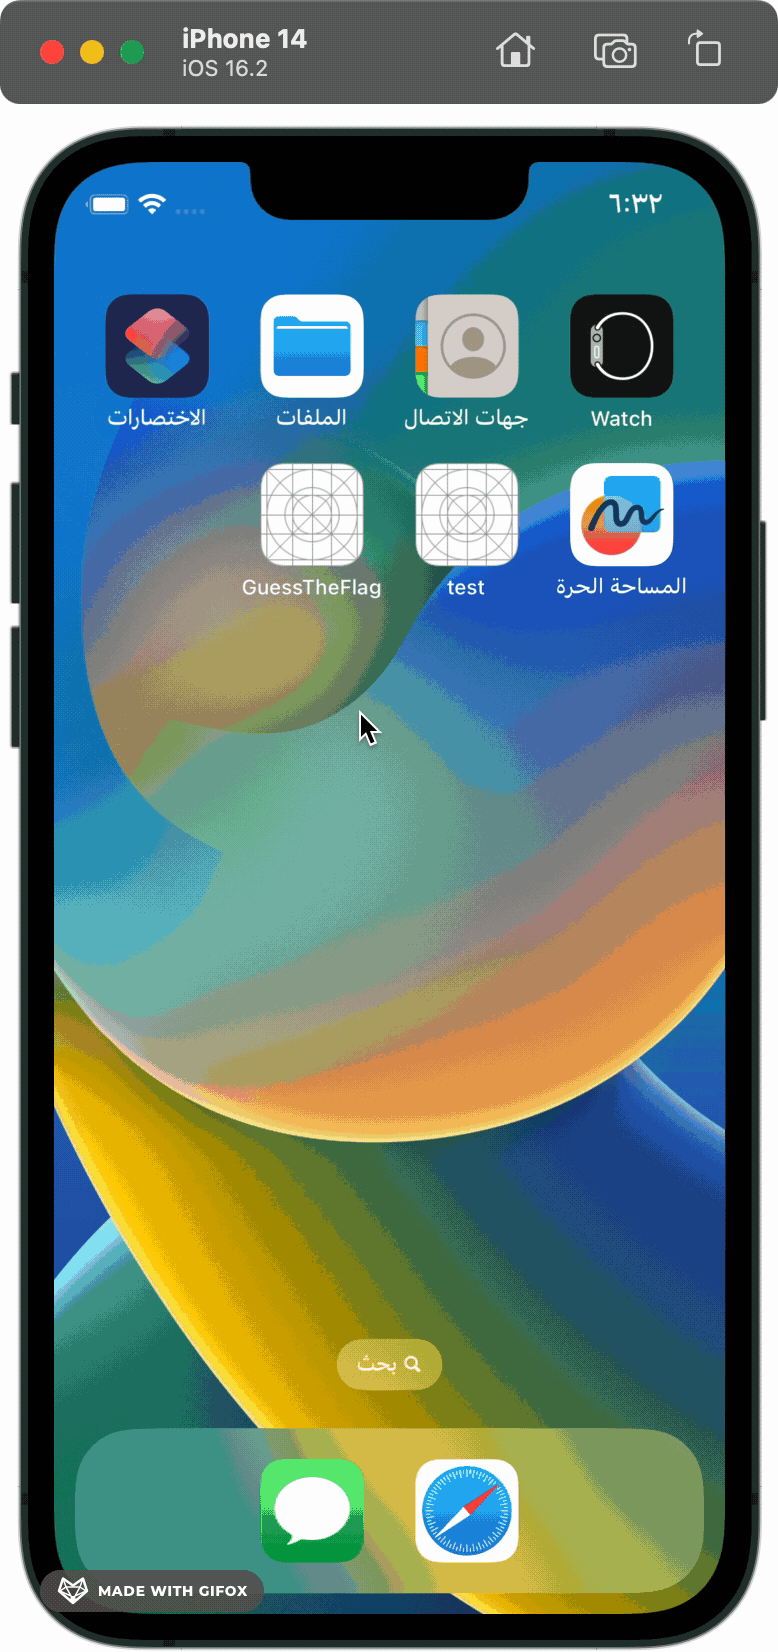 iPhone 14
iOS 16.2
٦:٣٢
Watch
جهات الاتصال
الملفات
الاختصارات
المساحة الحرة
test
GuessTheFlag
بحث
MADE WITH GIFOX